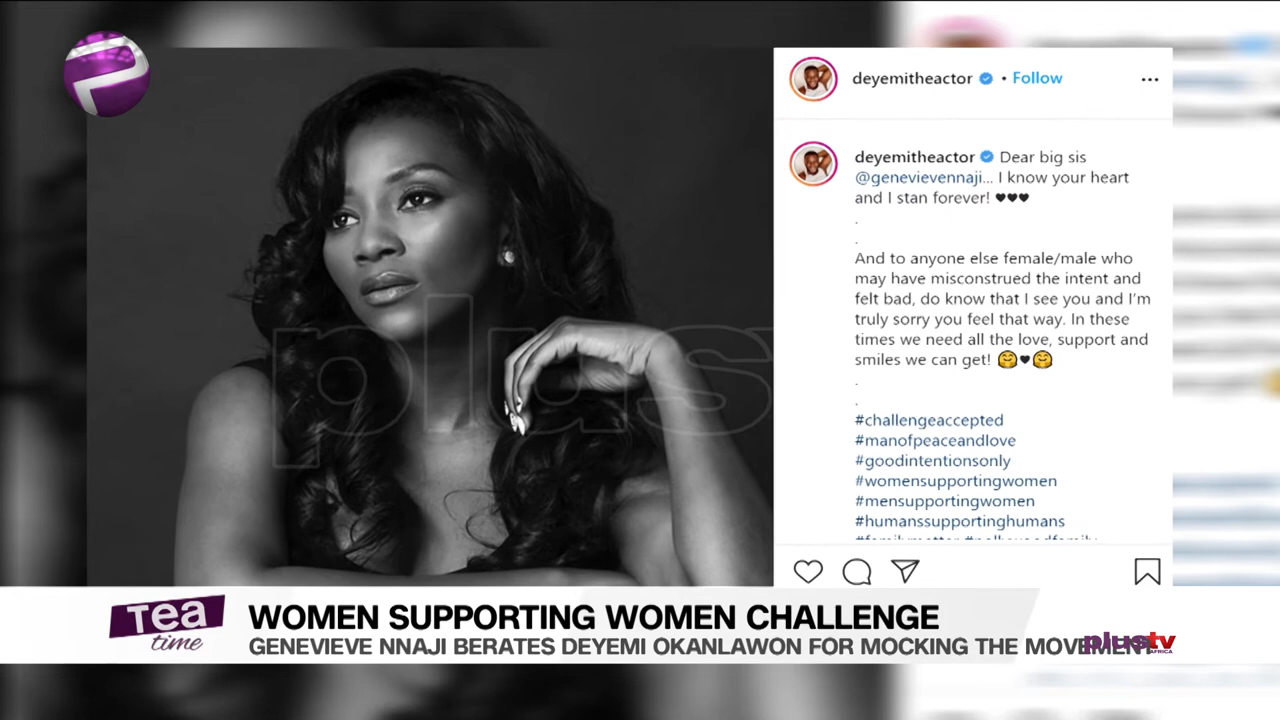 deyemitheactor • Follow
deyemitheactor Dear big sis
@genevievennaji... I know your heart
and I stan forever! ♥♥♥
.
.
And to anyone else female/male who
may have misconstrued the intent and
felt bad, do know that I see you and I'm
truly sorry you feel that way. In these
times we need all the love, support and
smiles we can get! 🤗♥🤗
.
.
#challengeaccepted
#manofpeaceandlove
#goodintentionsonly
#womensupportingwomen
#mensupportingwomen
#humanssupportinghumans
plus
Tea
time
WOMEN SUPPORTING WOMEN CHALLENGE
GENEVIEVE NNAJI BERATES DEYEMI OKANLAWON FOR MOCKING THE MOVEMENT
plustv
AFRICA